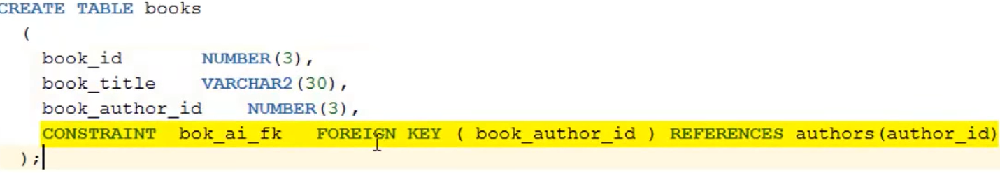 CREATE TABLE books
(
book_id NUMBER(3),
book_title VARCHAR2(30),
book_author_id NUMBER(3),
CONSTRAINT bok_ai_fk FOREIGN KEY ( book_author_id ) REFERENCES authors(author_id)
);